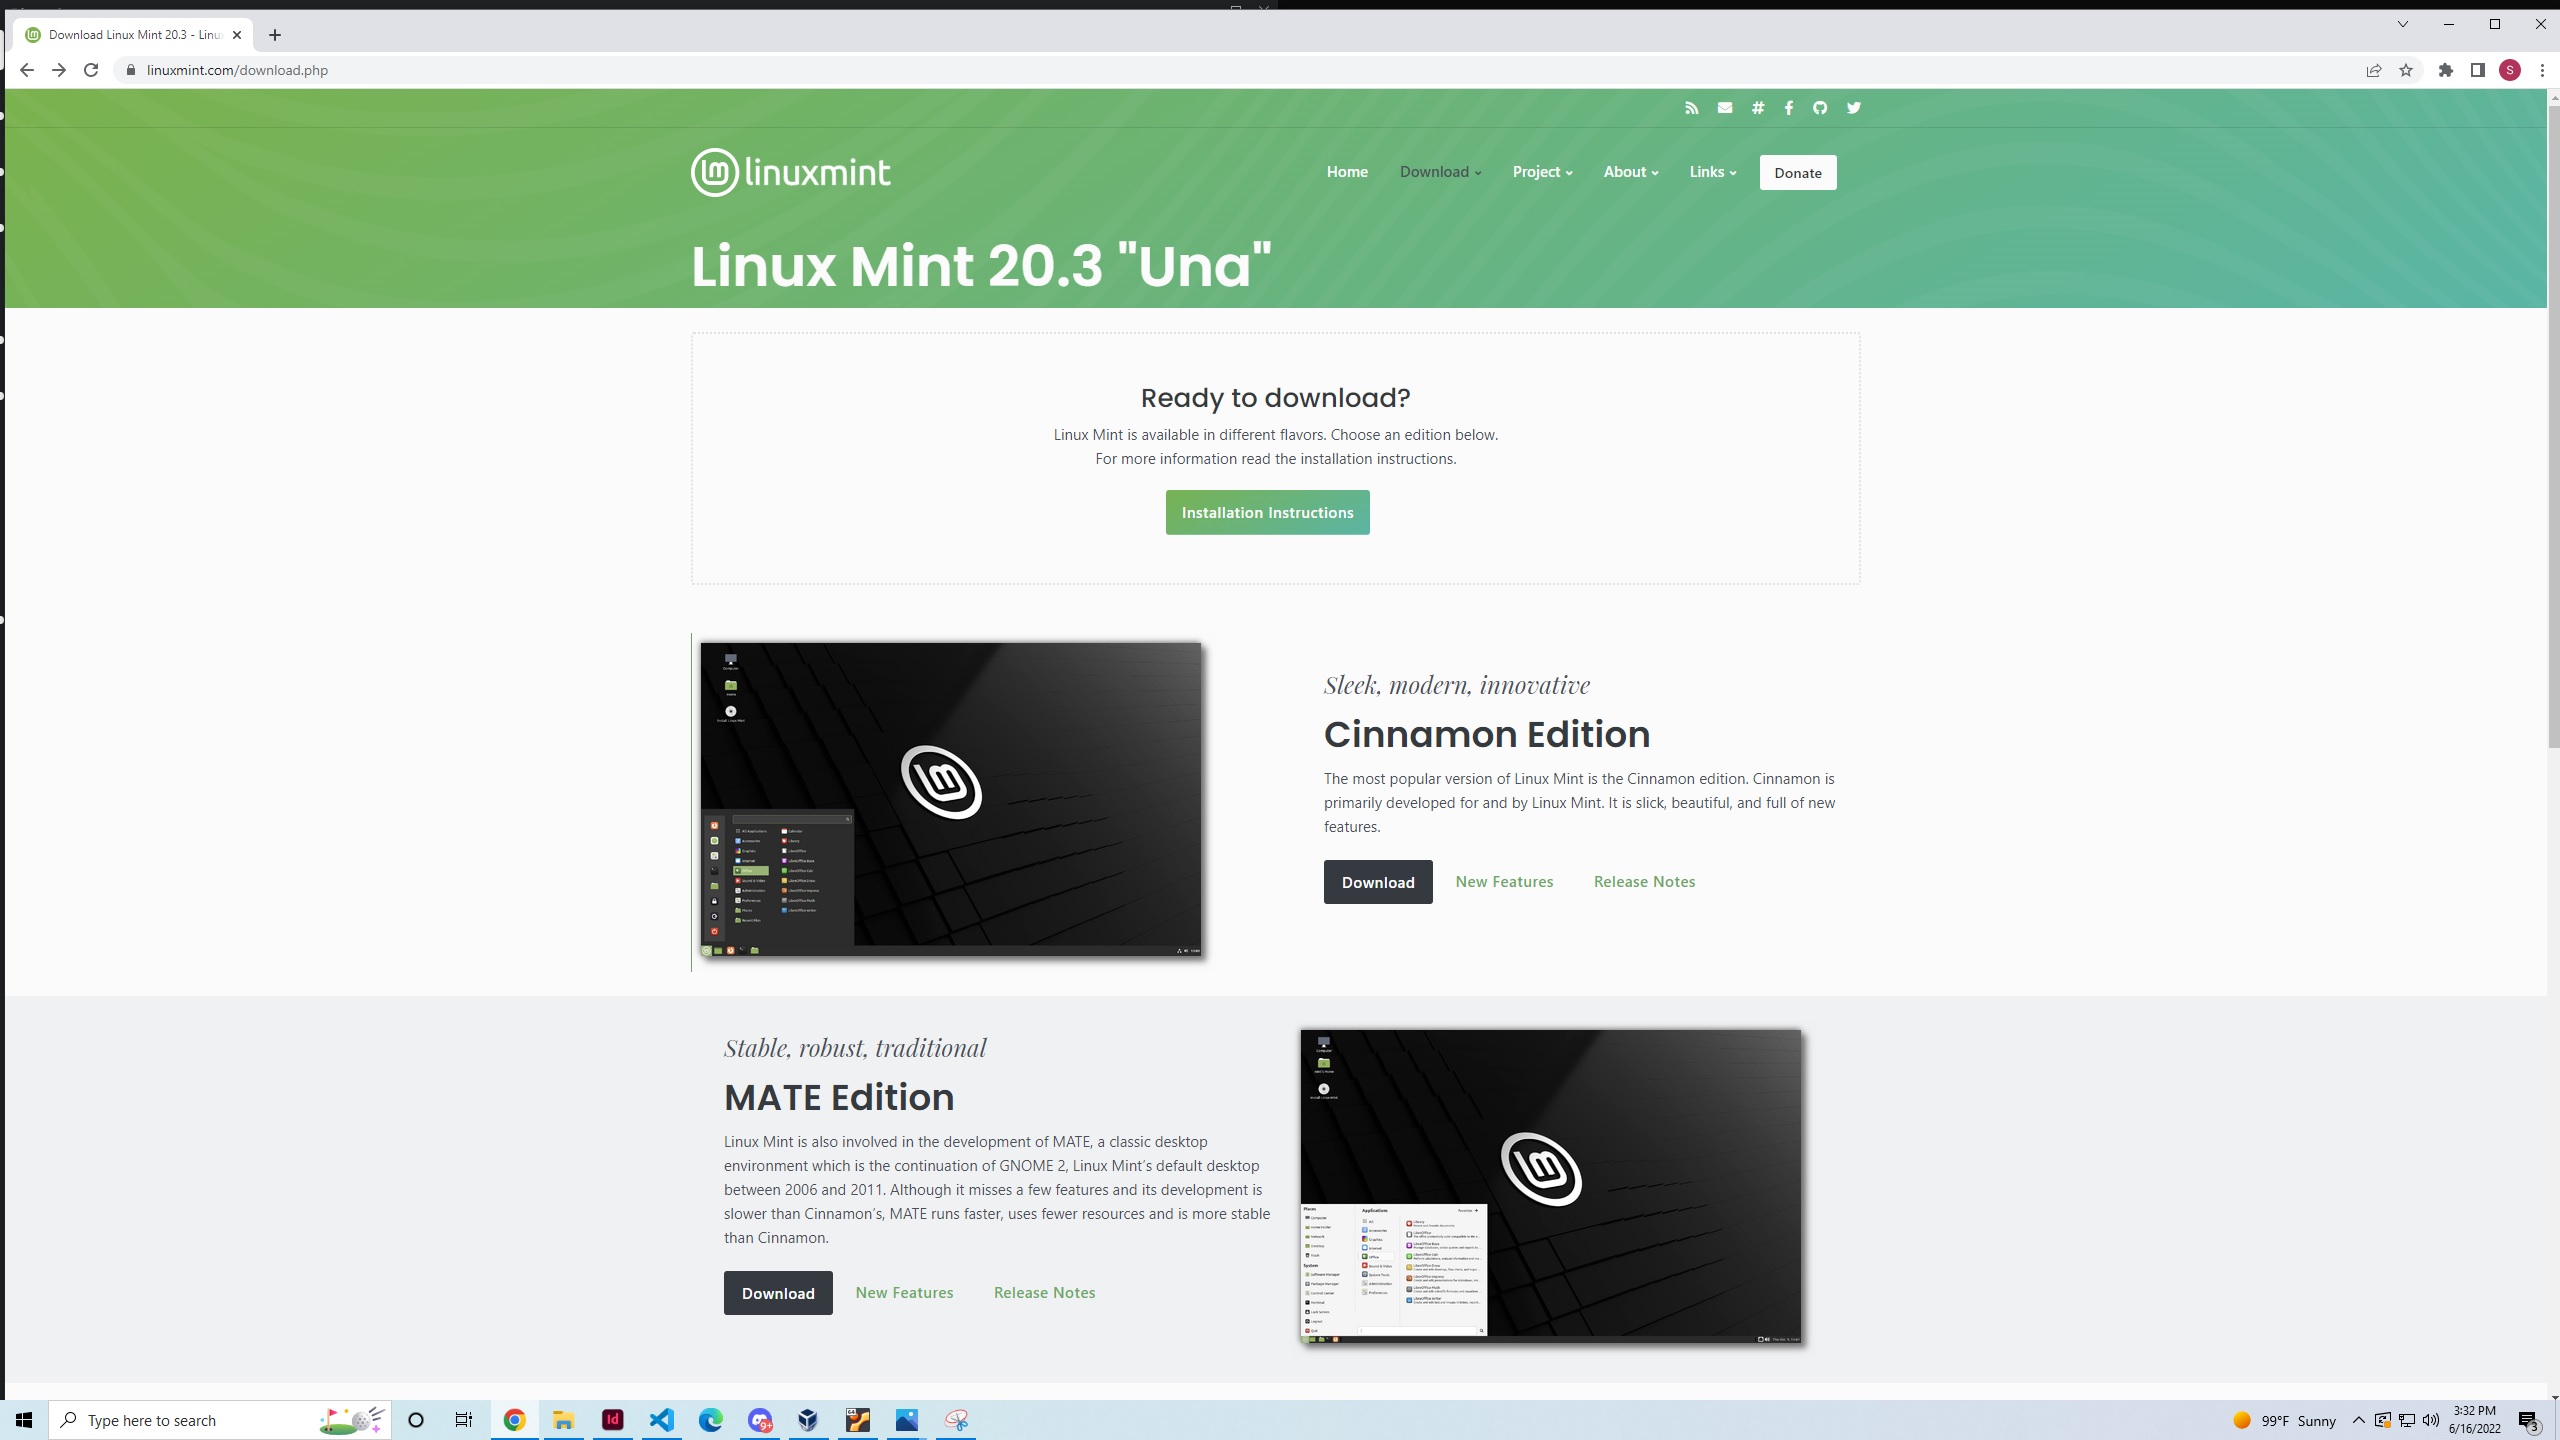 Download Linux Mint 20.3 - Linu
linuxmint.com/download.php
S
linuxmint
Home
Download
Project
About
Links
Donate
Linux Mint 20.3 "Una"
Ready to download?
Linux Mint is available in different flavors. Choose an edition below.
For more information read the installation instructions.
Installation Instructions
Sleek, modern, innovative
Cinnamon Edition
The most popular version of Linux Mint is the Cinnamon edition. Cinnamon is
primarily developed for and by Linux Mint. It is slick, beautiful, and full of new
features.
Download
New Features
Release Notes
Stable, robust, traditional
MATE Edition
Linux Mint is also involved in the development of MATE, a classic desktop
environment which is the continuation of GNOME 2, Linux Mint's default desktop
between 2006 and 2011. Although it misses a few features and its development is
slower than Cinnamon's, MATE runs faster, uses fewer resources and is more stable
than Cinnamon.
Download
New Features
Release Notes
Type here to search
Id
9+
64
99°F Sunny
3:32 PM
6/16/2022
3